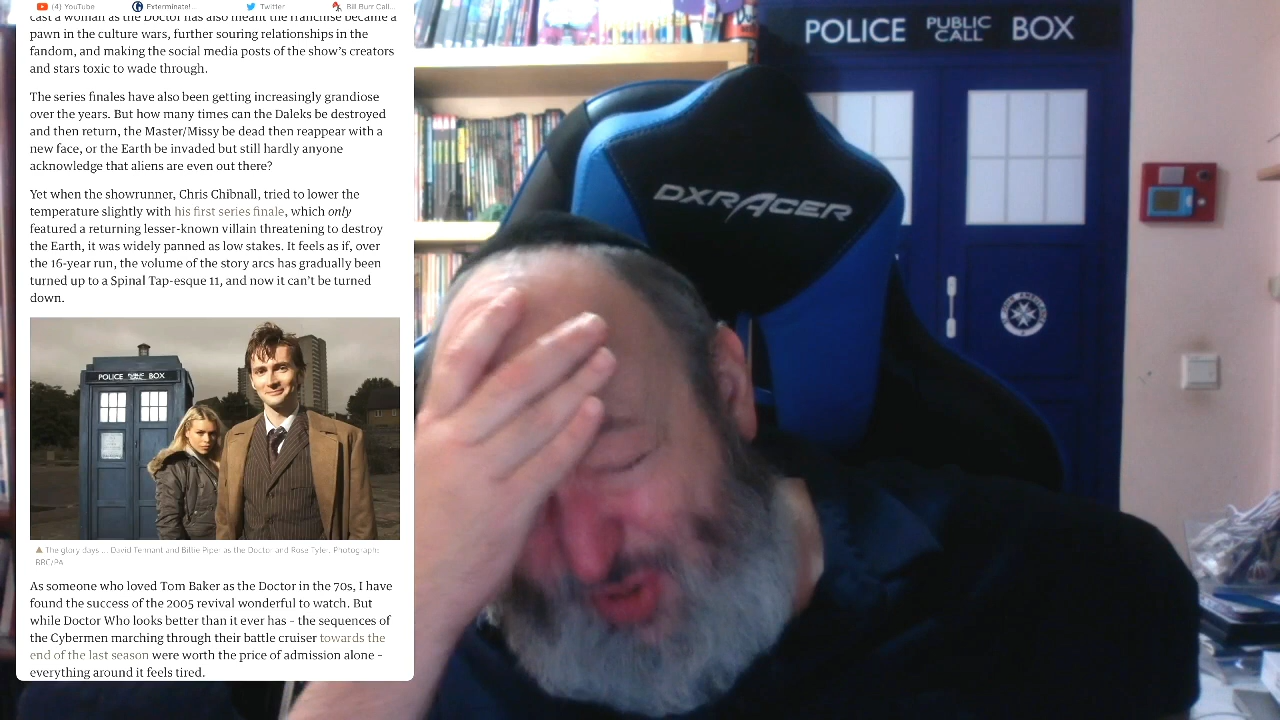 (4) YouTube
Exterminate!...
Twitter
Bill Burr Call...
cast a woman as the Doctor has also meant the franchise became a
pawn in the culture wars, further souring relationships in the
fandom, and making the social media posts of the show's creators
and stars toxic to wade through.
The series finales have also been getting increasingly grandiose
over the years. But how many times can the Daleks be destroyed
and then return, the Master/Missy be dead then reappear with a
new face, or the Earth be invaded but still hardly anyone
acknowledge that aliens are even out there?
Yet when the showrunner, Chris Chibnall, tried to lower the
temperature slightly with his first series finale, which only
featured a returning lesser-known villain threatening to destroy
the Earth, it was widely panned as low stakes. It feels as if, over
the 16-year run, the volume of the story arcs has gradually been
turned up to a Spinal Tap-esque 11, and now it can't be turned
down.
POLICE PUBLIC CALL BOX
The glory days ... David Tennant and Billie Piper as the Doctor and Rose Tyler. Photograph:
BBC/PA
As someone who loved Tom Baker as the Doctor in the 70s, I have
found the success of the 2005 revival wonderful to watch. But
while Doctor Who looks better than it ever has – the sequences of
the Cybermen marching through their battle cruiser towards the
end of the last season were worth the price of admission alone –
everything around it feels tired.
POLICE PUBLIC CALL BOX
DXRACER